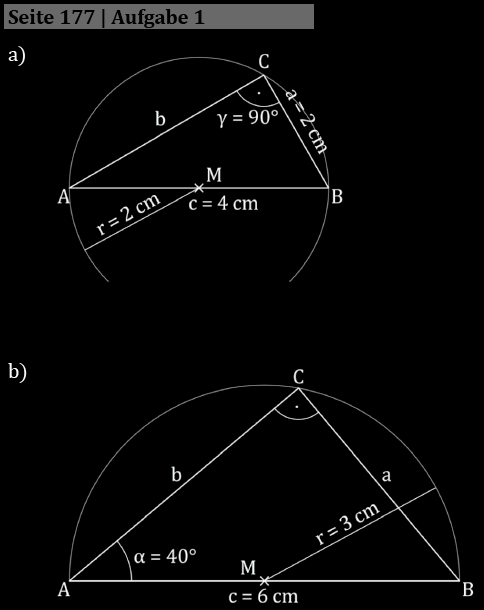 Seite 177 | Aufgabe 1
a)
C
b
a = 2 cm
γ = 90°
M
A
B
c = 4 cm
r = 2 cm
b)
C
b
a
r = 3 cm
α = 40°
M
A
B
c = 6 cm